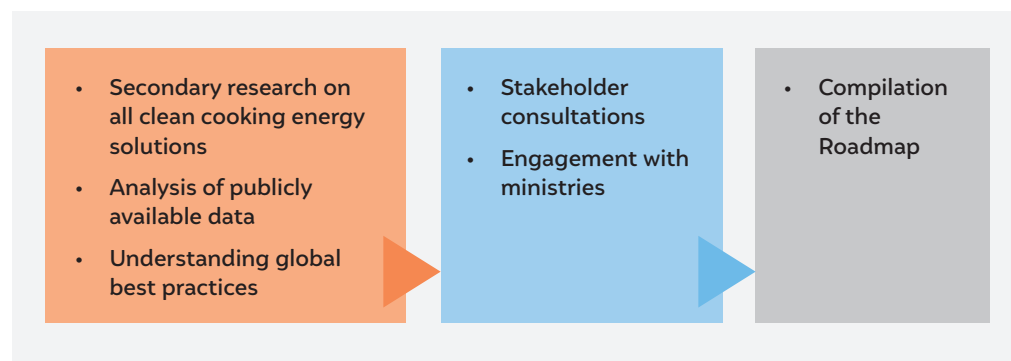 • Secondary research on
all clean cooking energy
solutions
• Analysis of publicly
available data
• Understanding global
best practices
• Stakeholder
consultations
• Engagement with
ministries
• Compilation
of the
Roadmap